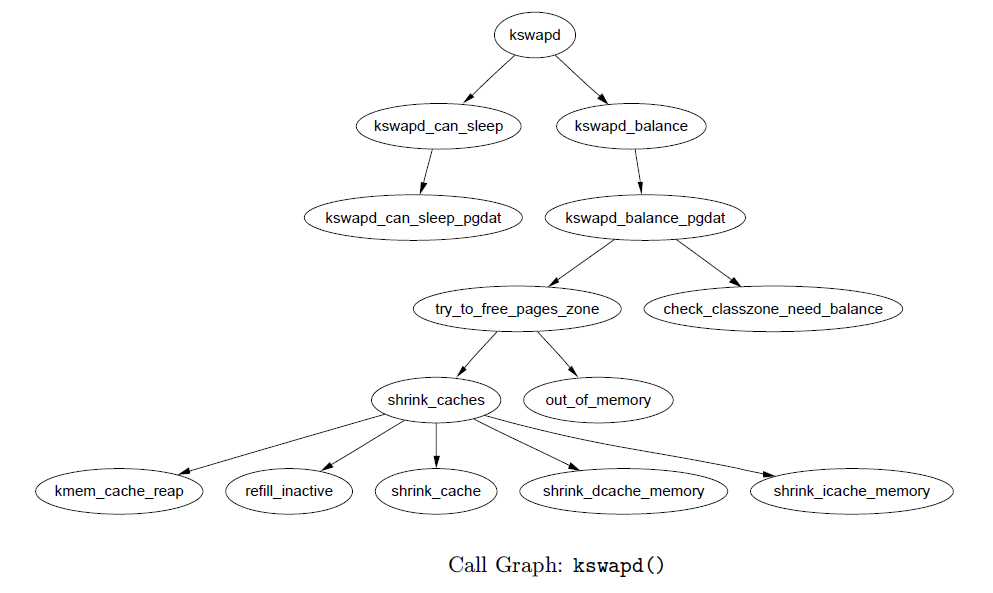 kswapd
kswapd_can_sleep kswapd_balance
kswapd_can_sleep_pgdat kswapd_balance_pgdat
try_to_free_pages_zone check_classzone_need_balance
shrink_caches out_of_memory
kmem_cache_reap refill_inactive shrink_cache shrink_dcache_memory shrink_icache_memory
Call Graph: kswapd()